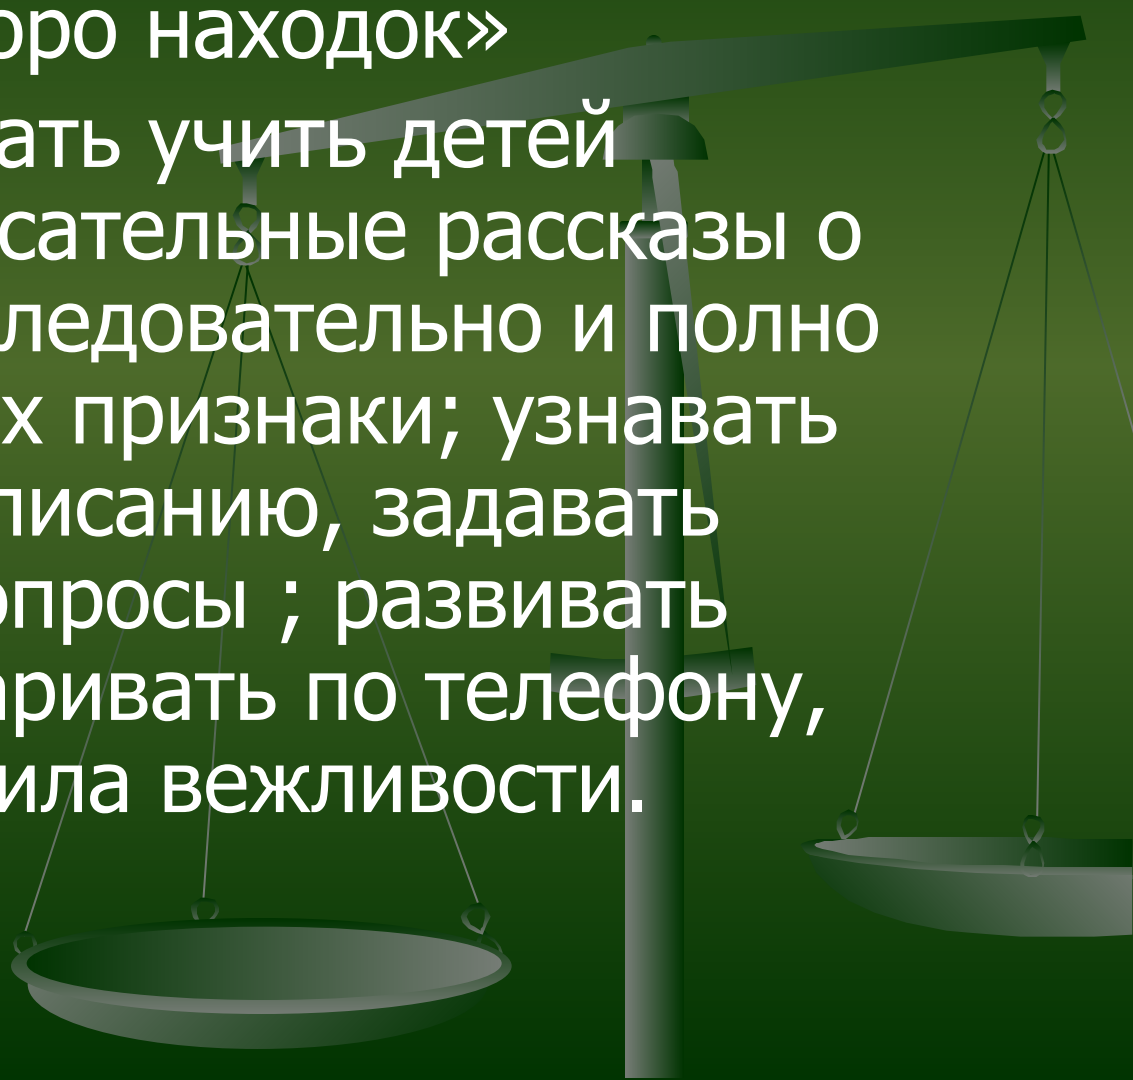 оро находок»
ать учить детей
сательные рассказы о
ледовательно и полно
х признаки; узнавать
писанию, задавать
опросы ; развивать
аривать по телефону,
ила вежливости.